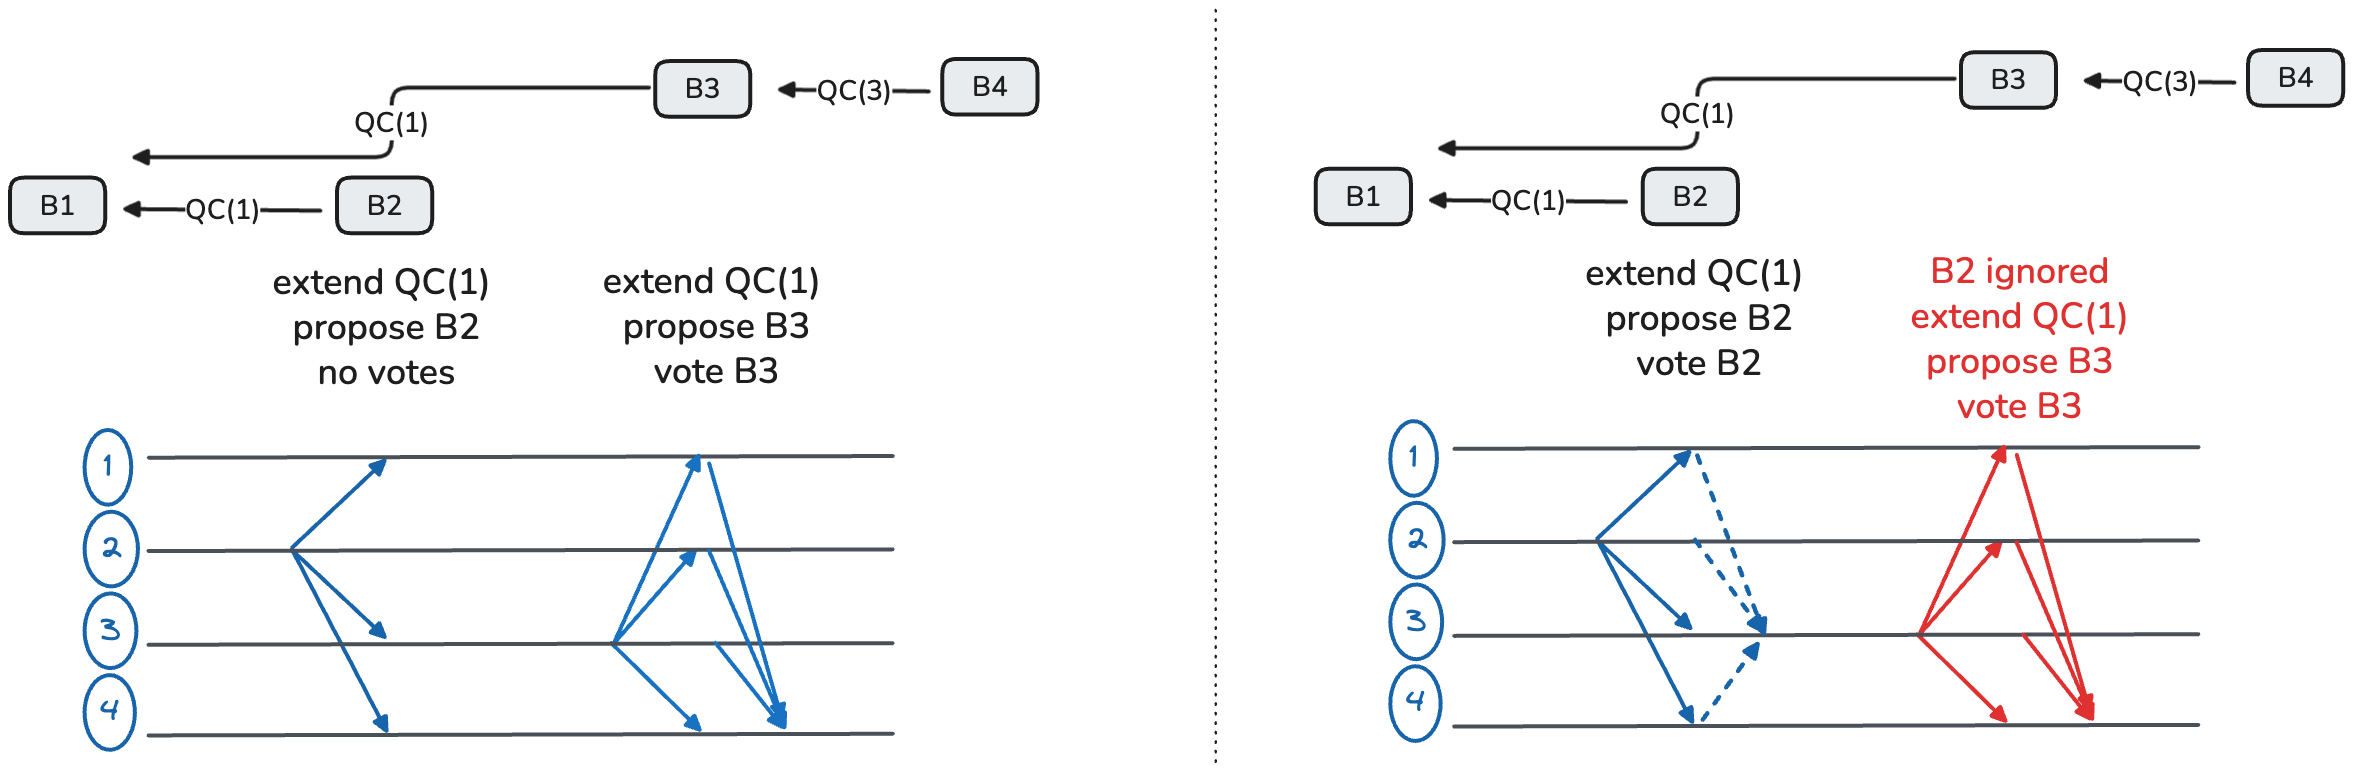 B3
QC(3)
B4
QC(1)
B1
QC(1)
B2
extend QC(1)
propose B2
no votes
extend QC(1)
propose B3
vote B3
1
2
3
4
B3
QC(3)
B4
QC(1)
B1
QC(1)
B2
extend QC(1)
propose B2
vote B2
B2 ignored
extend QC(1)
propose B3
vote B3
1
2
3
4